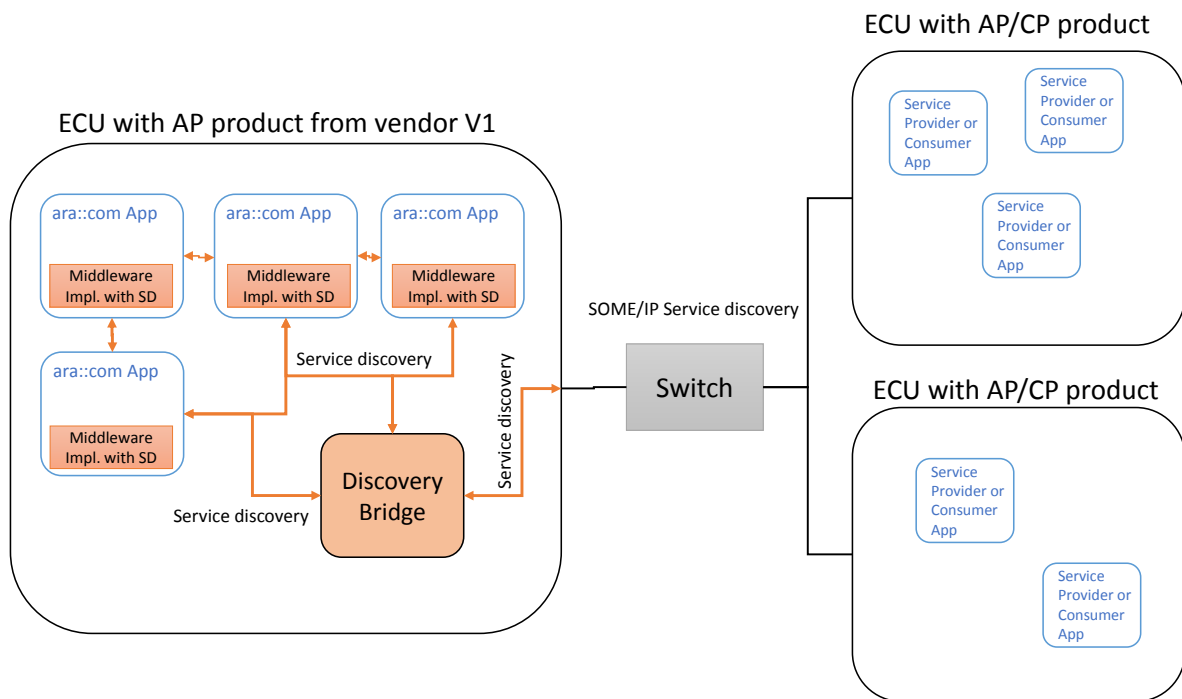 ECU with AP product from vendor V1
ara::com App
Middleware
Impl. with SD
ara::com App
Middleware
Impl. with SD
ara::com App
Middleware
Impl. with SD
ara::com App
Middleware
Impl. with SD
Service discovery
Service discovery
Service discovery
Discovery
Bridge
SOME/IP Service discovery
Switch
ECU with AP/CP product
Service
Provider or
Consumer
App
Service
Provider or
Consumer
App
Service
Provider or
Consumer
App
ECU with AP/CP product
Service
Provider or
Consumer
App
Service
Provider or
Consumer
App